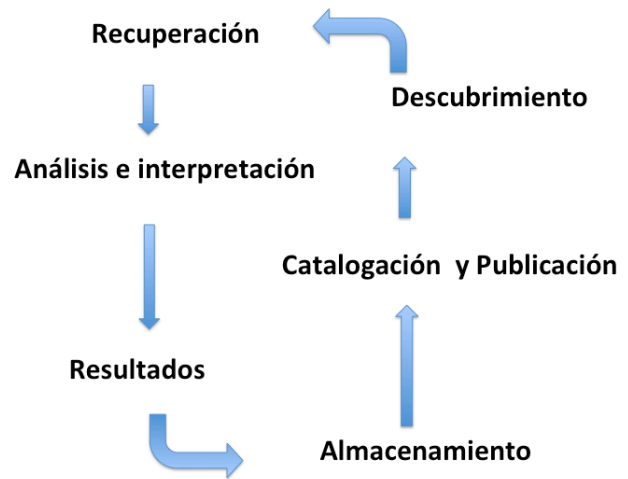 Recuperación
Descubrimiento
Análisis e interpretación
Catalogación y Publicación
Resultados
Almacenamiento